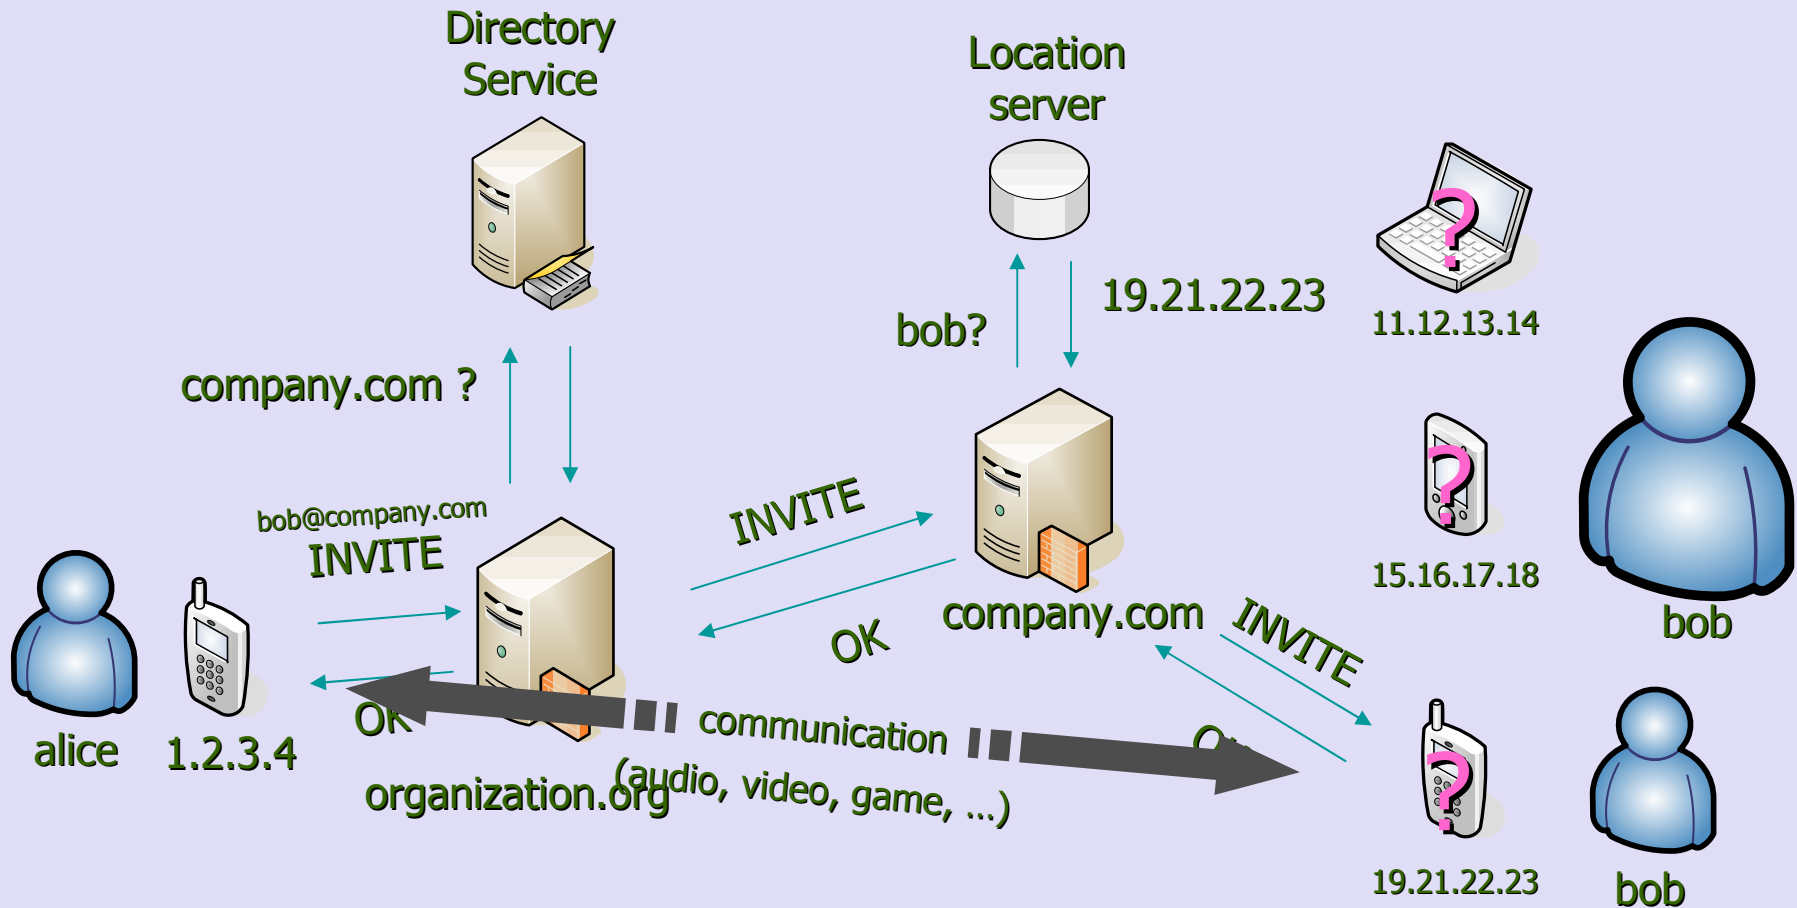 Directory
Service
Location
server
19.21.22.23
bob?
11.12.13.14
company.com ?
bob@company.com
INVITE
INVITE
15.16.17.18
company.com
INVITE
bob
OK
OK
alice
1.2.3.4
communication
organization.org
(audio, video, game, ...)
?
?
?
19.21.22.23
bob